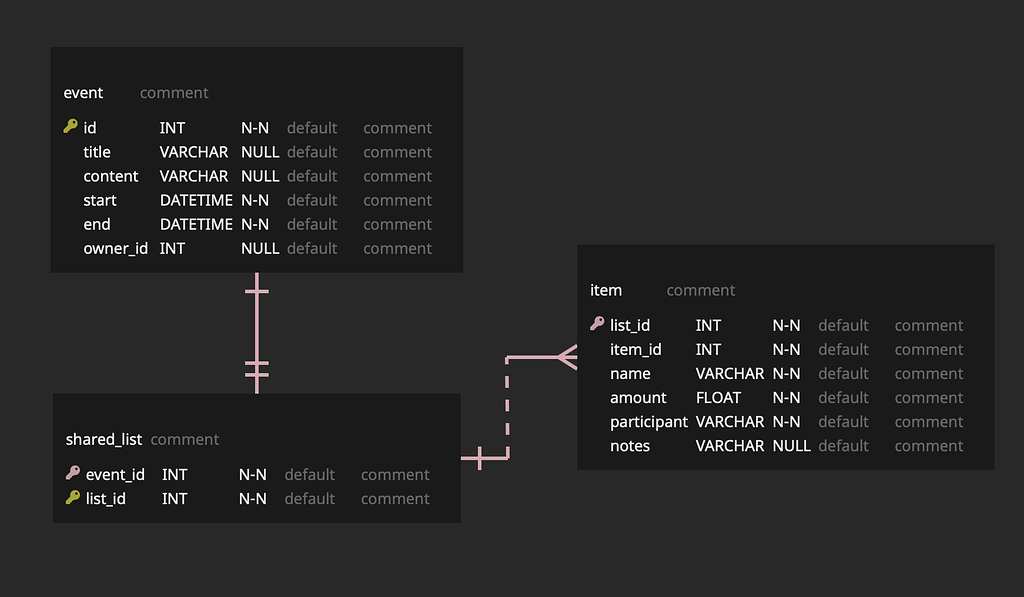 event comment
id INT N-N default comment
title VARCHAR NULL default comment
content VARCHAR NULL default comment
start DATETIME N-N default comment
end DATETIME N-N default comment
owner_id INT NULL default comment
shared_list comment
event_id INT N-N default comment
list_id INT N-N default comment
item comment
list_id INT N-N default comment
item_id INT N-N default comment
name VARCHAR N-N default comment
amount FLOAT N-N default comment
participant VARCHAR N-N default comment
notes VARCHAR NULL default comment